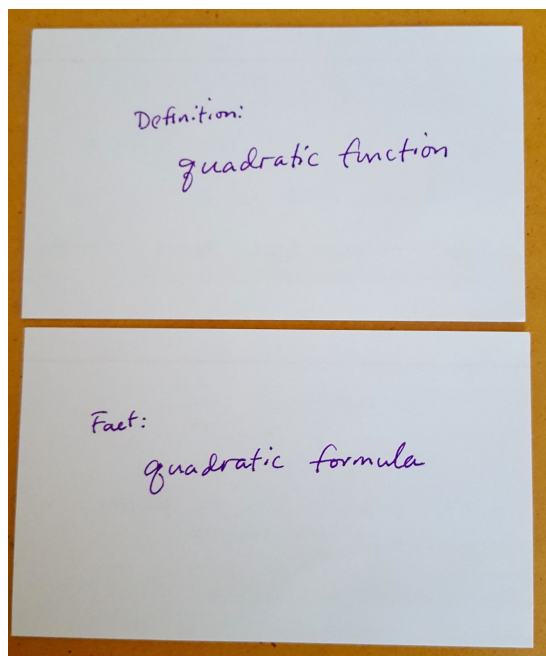 Definition:
quadratic function
Fact:
quadratic formula